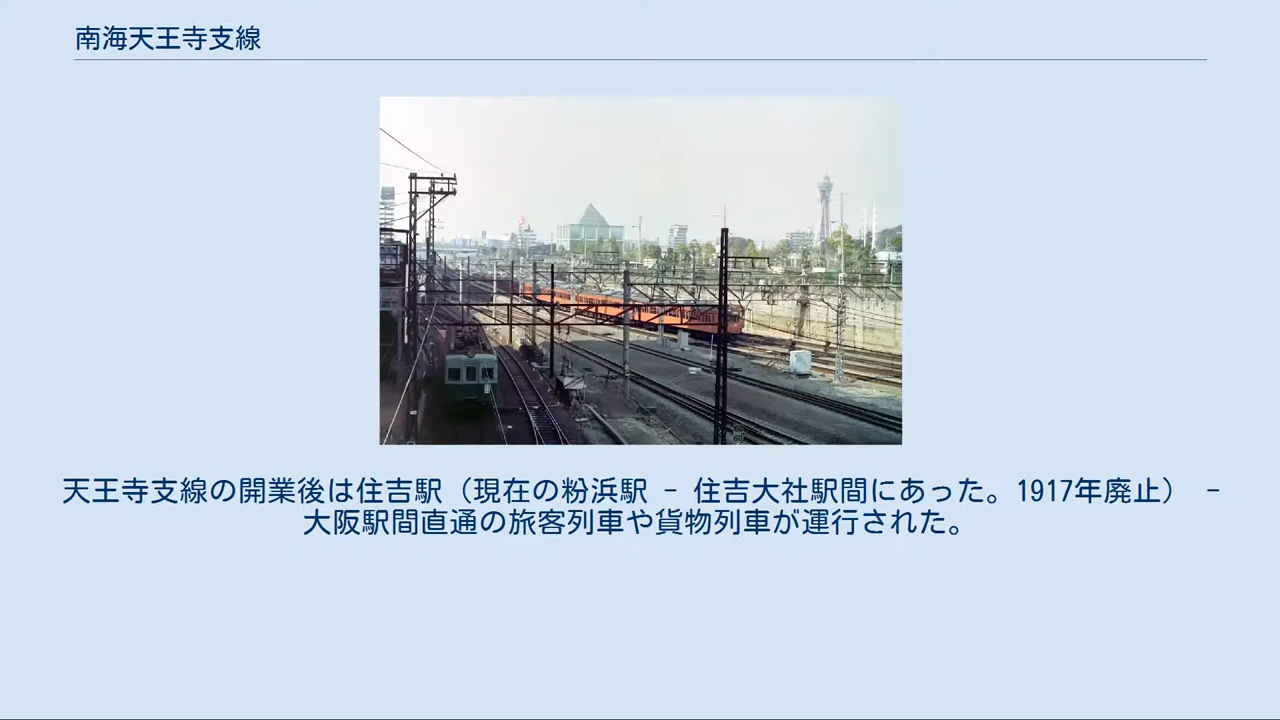 南海天王寺支線
天王寺支線の開業後は住吉駅（現在の粉浜駅 － 住吉大社駅間にあった。1917年廃止） －
大阪駅間直通の旅客列車や貨物列車が運行された。